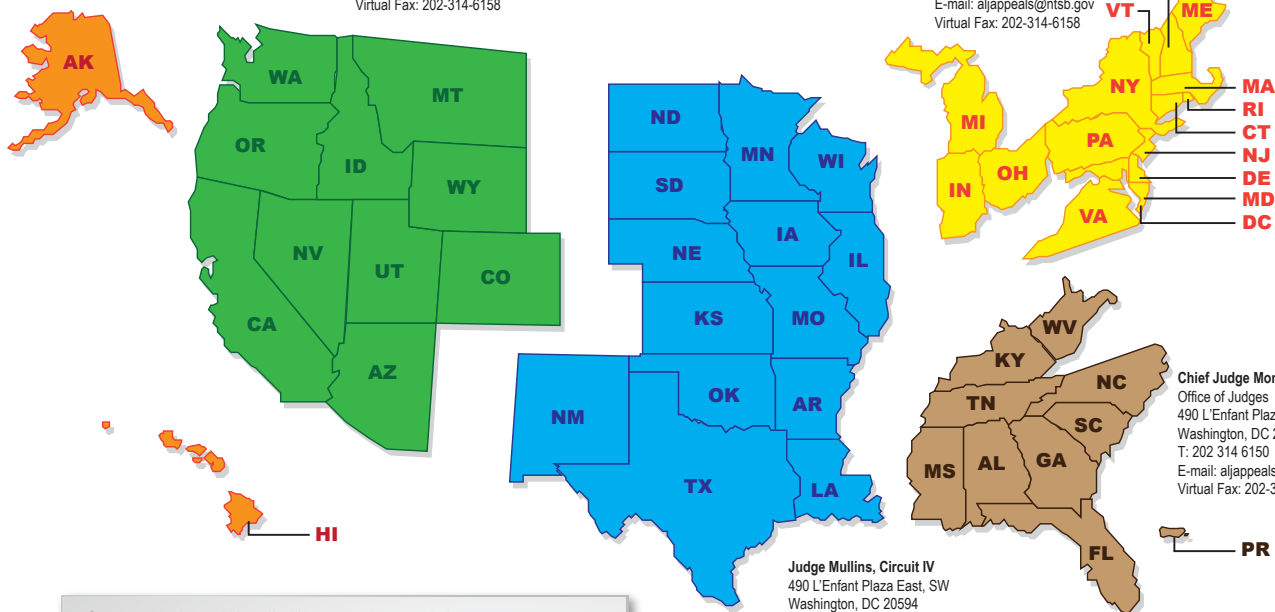 Virtual Fax: 202-314-6158
E-mail: aljappeals@ntsb.gov
Virtual Fax: 202-314-6158
VT
ME
AK
WA
MT
OR
ID
WY
NV
UT
CO
CA
AZ
HI
ND
MN
WI
SD
IA
NE
IL
KS
MO
NM
OK
AR
TX
LA
NY
MI
PA
IN
OH
VA
MA
RI
CT
NJ
DE
MD
DC
WV
KY
NC
TN
SC
MS
AL
GA
FL
PR
Chief Judge
Office of Judges
490 L'Enfant
Washington, DC
T: 202 314 6150
E-mail:
Virtual Fax:
Judge Mullins, Circuit IV
490 L'Enfant Plaza East, SW
Washington, DC 20594